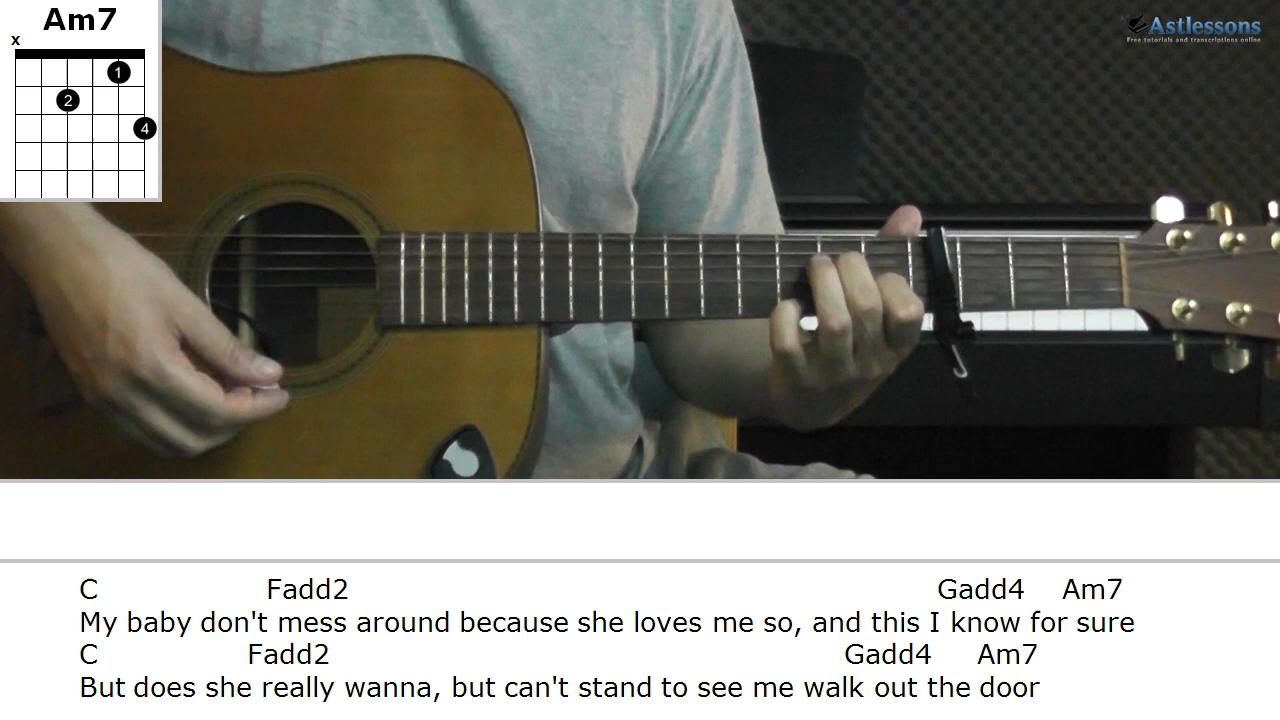 Am7
x
1
2
4
Astlessons
Free tutorials and transcriptions online
C Fadd2 Gadd4 Am7
My baby don't mess around because she loves me so, and this I know for sure
C Fadd2 Gadd4 Am7
But does she really wanna, but can't stand to see me walk out the door